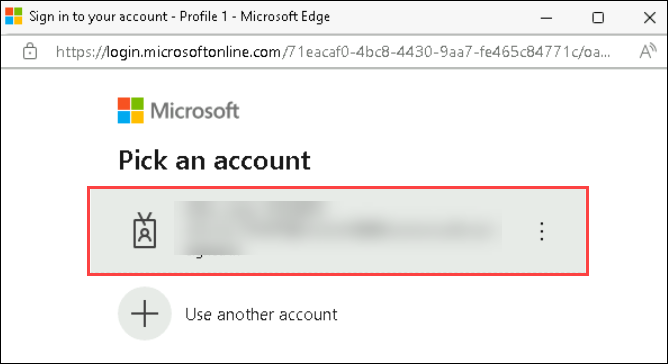 Sign in to your account - Profile 1 - Microsoft Edge
https://login.microsoftonline.com/71eacaf0-4bc8-4430-9aa7-fe465c84771c/oa...
Microsoft
Pick an account
Use another account